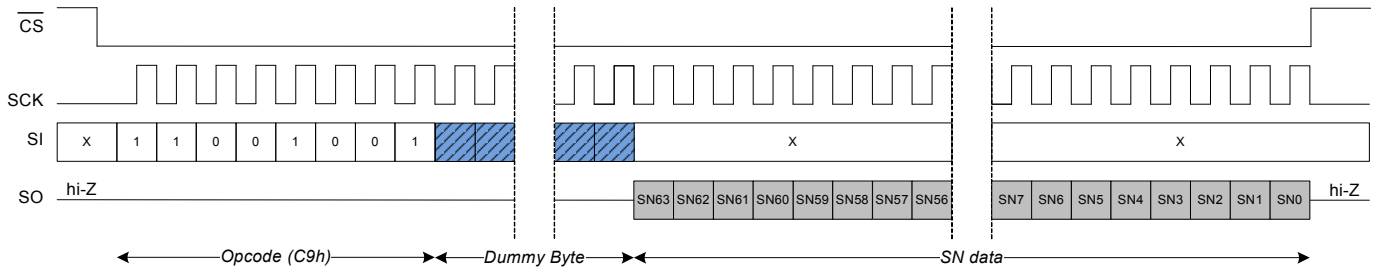 CS
SCK
SI X 1 1 0 0 1 0 0 1 X X
SO hi-Z SN63 SN62 SN61 SN60 SN59 SN58 SN57 SN56 SN7 SN6 SN5 SN4 SN3 SN2 SN1 SN0 hi-Z
Opcode (C9h) Dummy Byte SN data